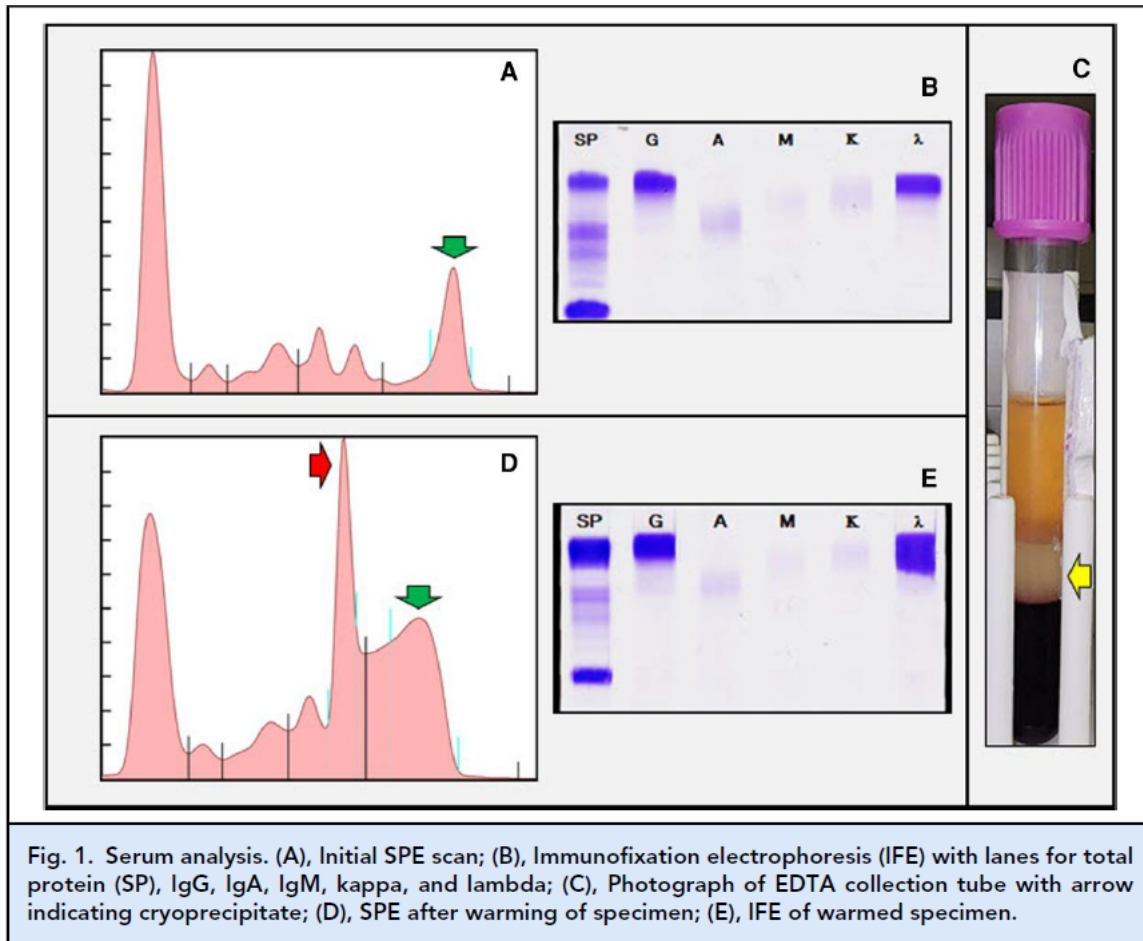 A
B
SP G A M K λ
C
D
E
SP G A M K λ
Fig. 1. Serum analysis. (A), Initial SPE scan; (B), Immunofixation electrophoresis (IFE) with lanes for total
protein (SP), IgG, IgA, IgM, kappa, and lambda; (C), Photograph of EDTA collection tube with arrow
indicating cryoprecipitate; (D), SPE after warming of specimen; (E), IFE of warmed specimen.